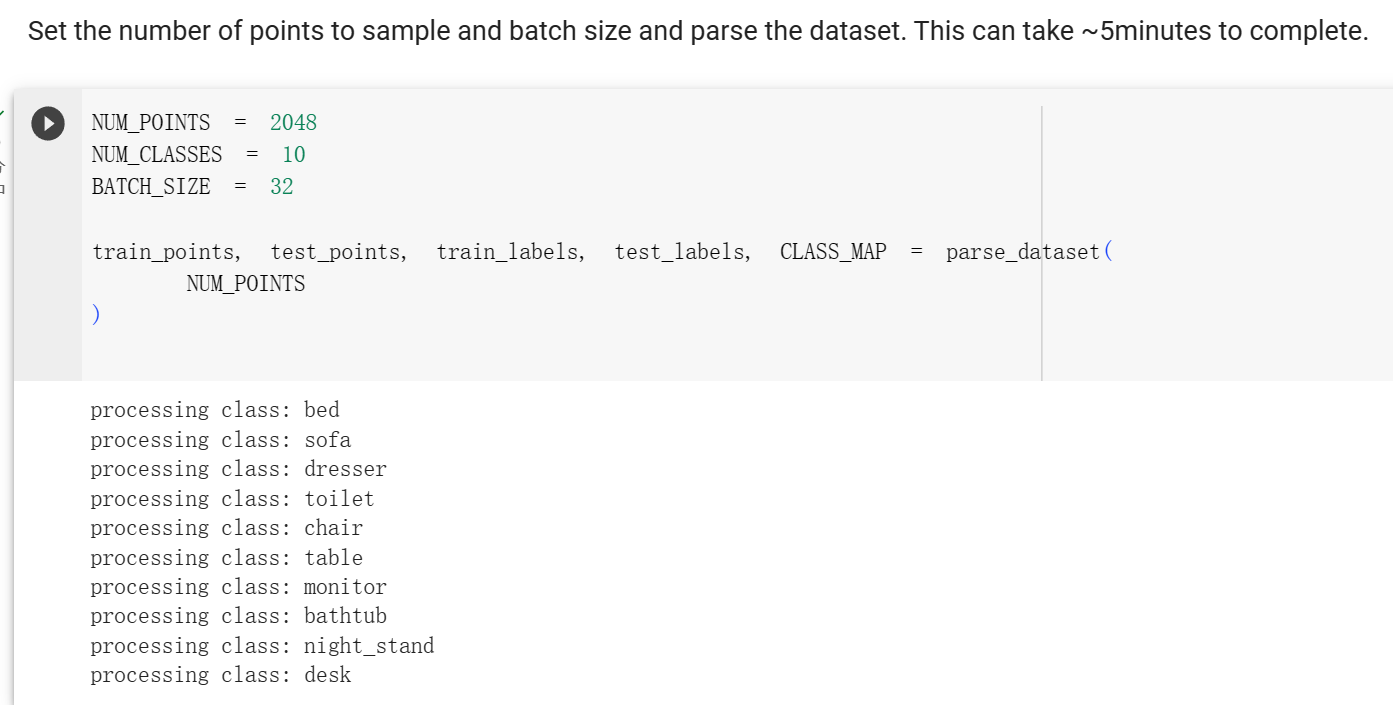 Set the number of points to sample and batch size and parse the dataset. This can take ~5minutes to complete.
NUM_POINTS = 2048
NUM_CLASSES = 10
BATCH_SIZE = 32
train_points, test_points, train_labels, test_labels, CLASS_MAP = parse_dataset(
NUM_POINTS
)
processing class: bed
processing class: sofa
processing class: dresser
processing class: toilet
processing class: chair
processing class: table
processing class: monitor
processing class: bathtub
processing class: night_stand
processing class: desk